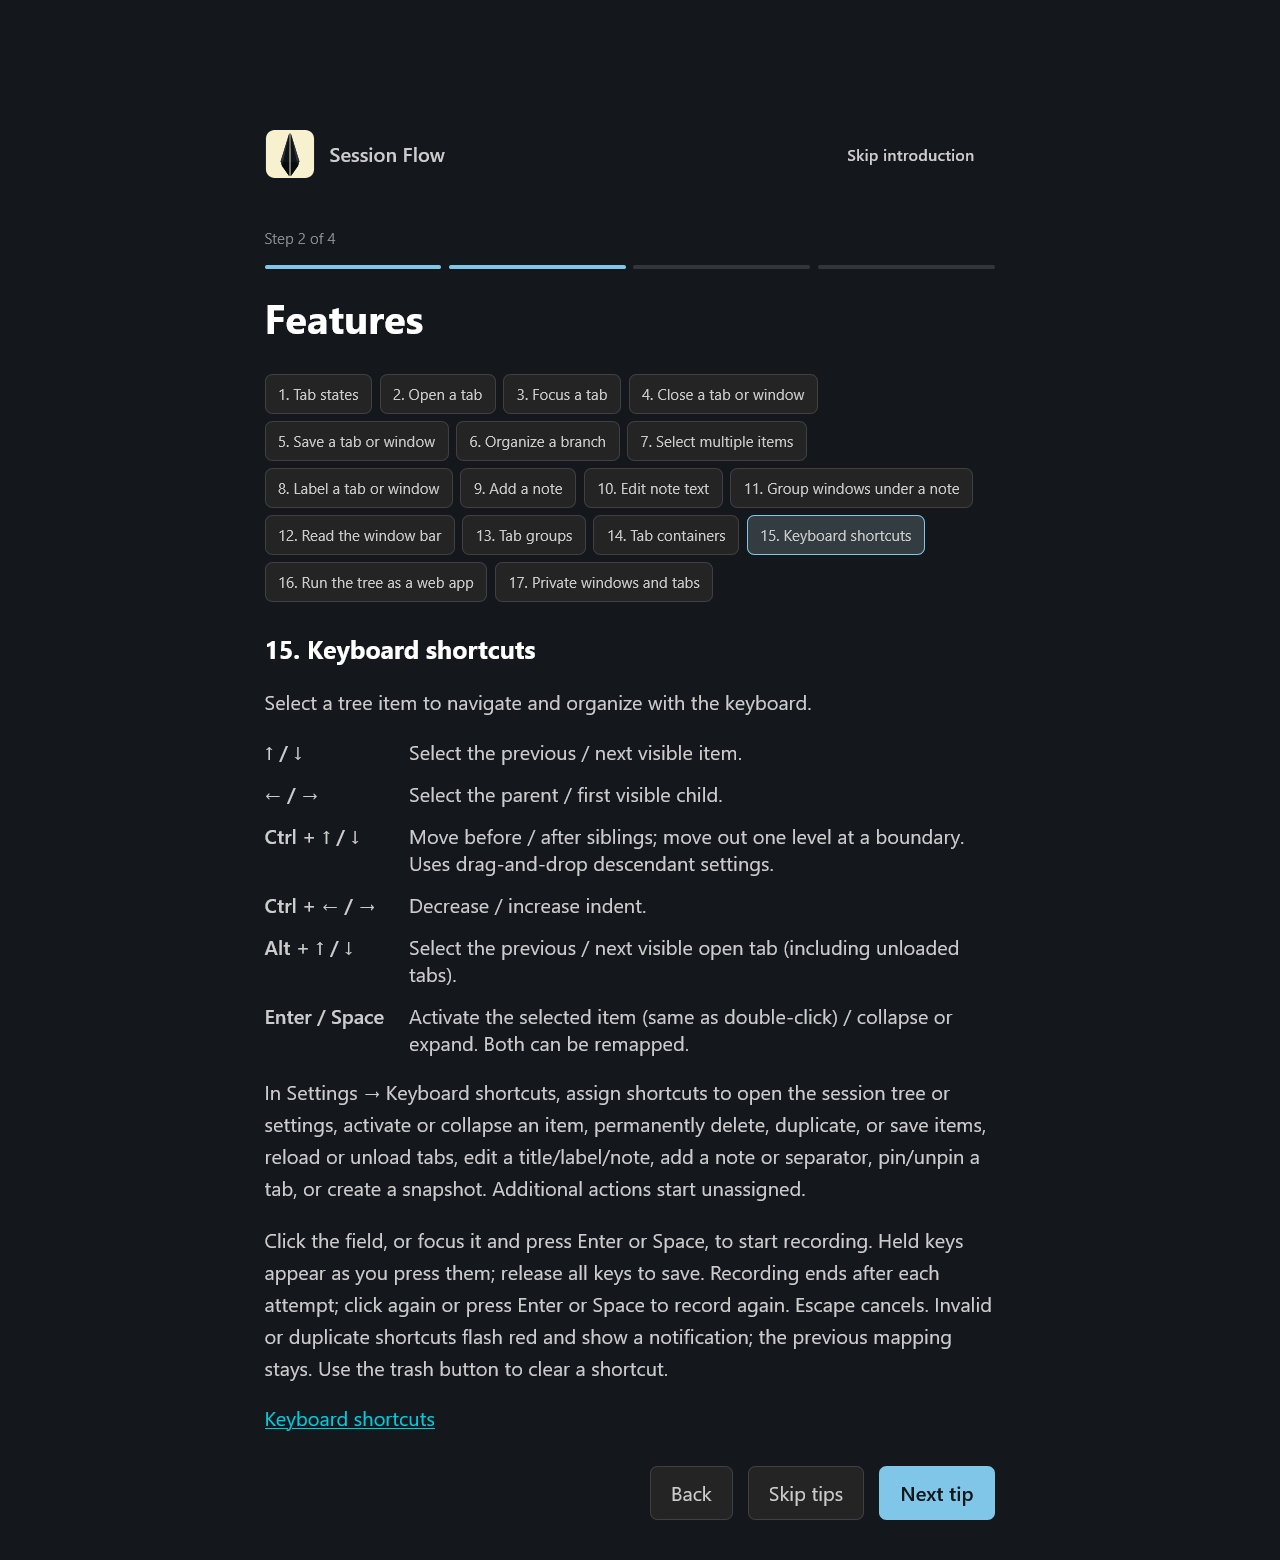 Session Flow
Skip introduction
Step 2 of 4
Features
1. Tab states
2. Open a tab
3. Focus a tab
4. Close a tab or window
5. Save a tab or window
6. Organize a branch
7. Select multiple items
8. Label a tab or window
9. Add a note
10. Edit note text
11. Group windows under a note
12. Read the window bar
13. Tab groups
14. Tab containers
15. Keyboard shortcuts
16. Run the tree as a web app
17. Private windows and tabs
15. Keyboard shortcuts
Select a tree item to navigate and organize with the keyboard.
↑ / ↓ Select the previous / next visible item.
← / → Select the parent / first visible child.
Ctrl + ↑ / ↓ Move before / after siblings; move out one level at a boundary.
Uses drag-and-drop descendant settings.
Ctrl + ← / → Decrease / increase indent.
Alt + ↑ / ↓ Select the previous / next visible open tab (including unloaded
tabs).
Enter / Space Activate the selected item (same as double-click) / collapse or
expand. Both can be remapped.
In Settings → Keyboard shortcuts, assign shortcuts to open the session tree or
settings, activate or collapse an item, permanently delete, duplicate, or save items,
reload or unload tabs, edit a title/label/note, add a note or separator, pin/unpin a
tab, or create a snapshot. Additional actions start unassigned.
Click the field, or focus it and press Enter or Space, to start recording. Held keys
appear as you press them; release all keys to save. Recording ends after each
attempt; click again or press Enter or Space to record again. Escape cancels. Invalid
or duplicate shortcuts flash red and show a notification; the previous mapping
stays. Use the trash button to clear a shortcut.
Keyboard shortcuts
Back
Skip tips
Next tip